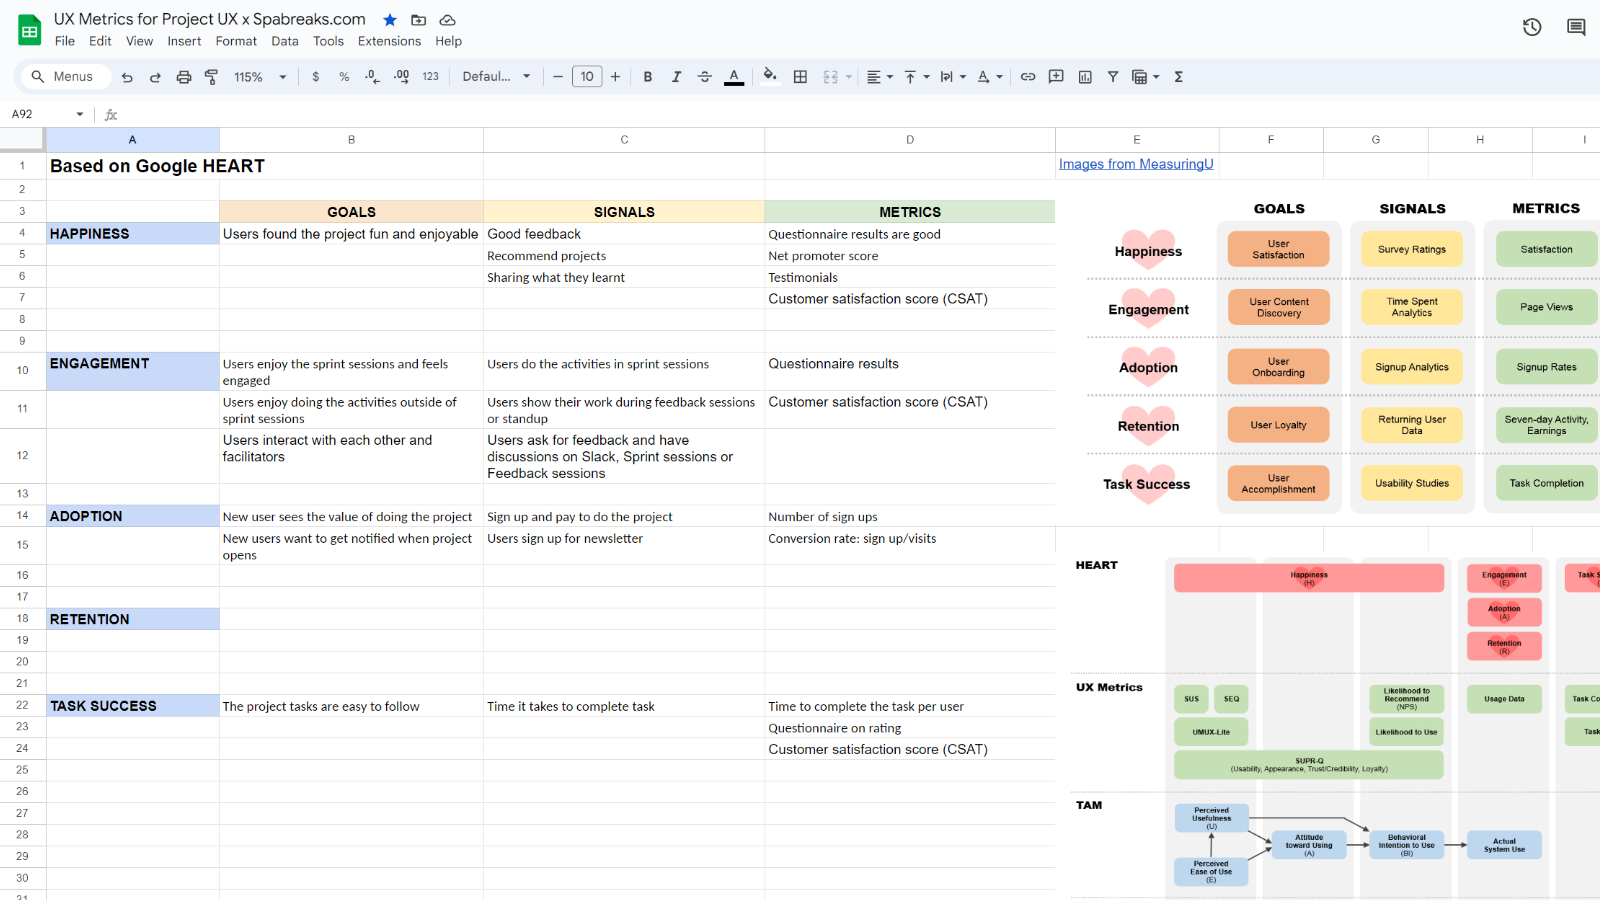 UX Metrics for Project UX x Spabreaks.com
File Edit View Insert Format Data Tools Extensions Help
Menus 115% $ % .0 .00 123 Defaul... 10 B I S A A Σ
A92 fx
A B C D E F G H I
1 Based on Google HEART Images from MeasuringU
2
3 GOALS SIGNALS METRICS
4 HAPPINESS Users found the project fun and enjoyable Good feedback Questionnaire results are good
5 Recommend projects Net promoter score
6 Sharing what they learnt Testimonials
7 Customer satisfaction score (CSAT)
8
9
10 ENGAGEMENT Users enjoy the sprint sessions and feels Users do the activities in sprint sessions Questionnaire results
engaged
11 Users enjoy doing the activities outside of Users show their work during feedback sessions Customer satisfaction score (CSAT)
sprint sessions or standup
12 Users interact with each other and Users ask for feedback and have
facilitators discussions on Slack, Sprint sessions or
Feedback sessions
13
14 ADOPTION New user sees the value of doing the project Sign up and pay to do the project Number of sign ups
15 New users want to get notified when project Users sign up for newsletter Conversion rate: sign up/visits
opens
16
17
18 RETENTION
19
20
21
22 TASK SUCCESS The project tasks are easy to follow Time it takes to complete task Time to complete the task per user
23 Questionnaire on rating
24 Customer satisfaction score (CSAT)
25
26
27
28
29
30
31
GOALS SIGNALS METRICS
Happiness User Satisfaction Survey Ratings Satisfaction
Engagement User Content Discovery Time Spent Analytics Page Views
Adoption User Onboarding Signup Analytics Signup Rates
Retention User Loyalty Returning User Data Seven-day Activity, Earnings
Task Success User Accomplishment Usability Studies Task Completion
HEART
Happiness
(H)
Engagement
(E)
Task S
(
Adoption
(A)
Retention
(R)
UX Metrics
SUS SEQ
Likelihood to
Recommend
(NPS)
Usage Data
Task Co
UMUX-Lite
Likelihood to Use
Task
SUPR-Q
(Usability, Appearance, Trust/Credibility, Loyalty)
TAM
Perceived
Usefulness
(U)
Attitude
toward Using
(A)
Behavioral
Intention to Use
(BI)
Actual
System Use
Perceived
Ease of Use
(E)